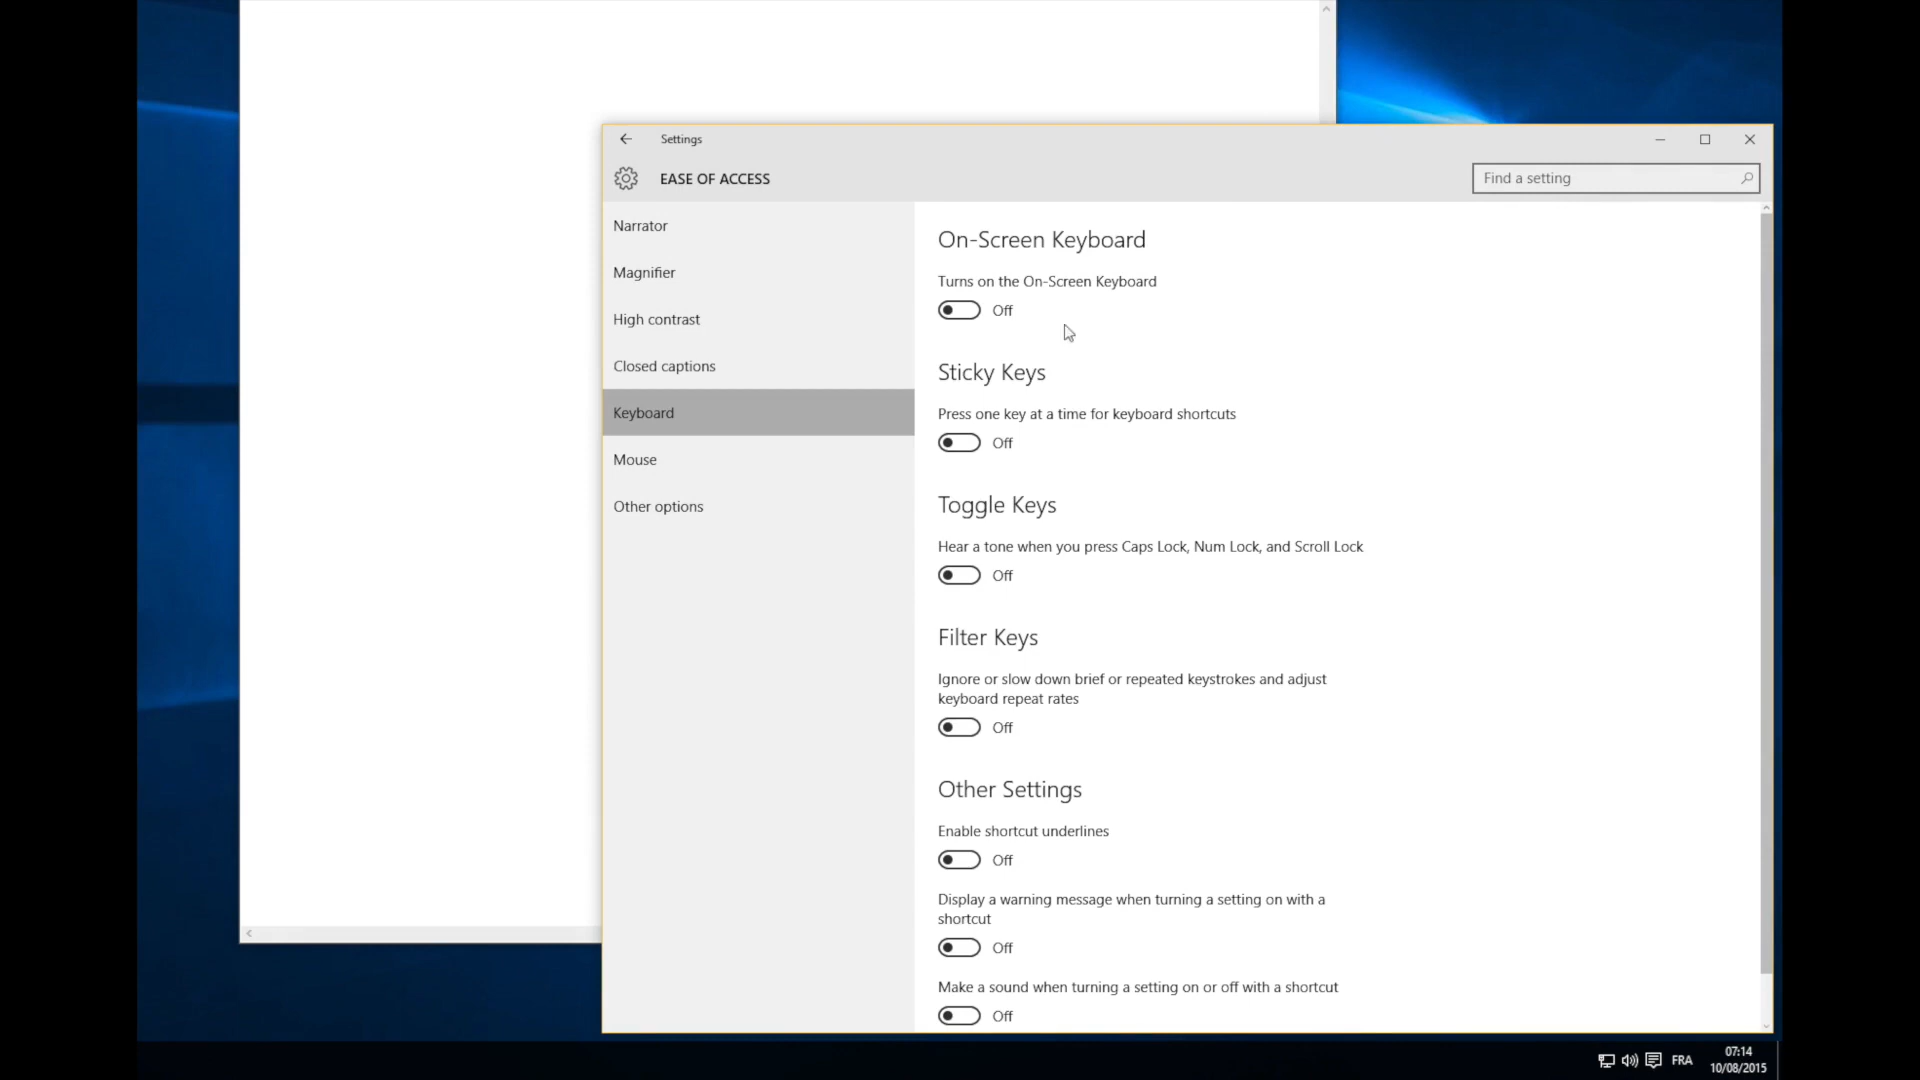 Settings
EASE OF ACCESS
Find a setting
Narrator
Magnifier
High contrast
Closed captions
Keyboard
Mouse
Other options
On-Screen Keyboard
Turns on the On-Screen Keyboard
Off
Sticky Keys
Press one key at a time for keyboard shortcuts
Off
Toggle Keys
Hear a tone when you press Caps Lock, Num Lock, and Scroll Lock
Off
Filter Keys
Ignore or slow down brief or repeated keystrokes and adjust
keyboard repeat rates
Off
Other Settings
Enable shortcut underlines
Off
Display a warning message when turning a setting on with a
shortcut
Off
Make a sound when turning a setting on or off with a shortcut
Off
FRA
07:14
10/08/2015